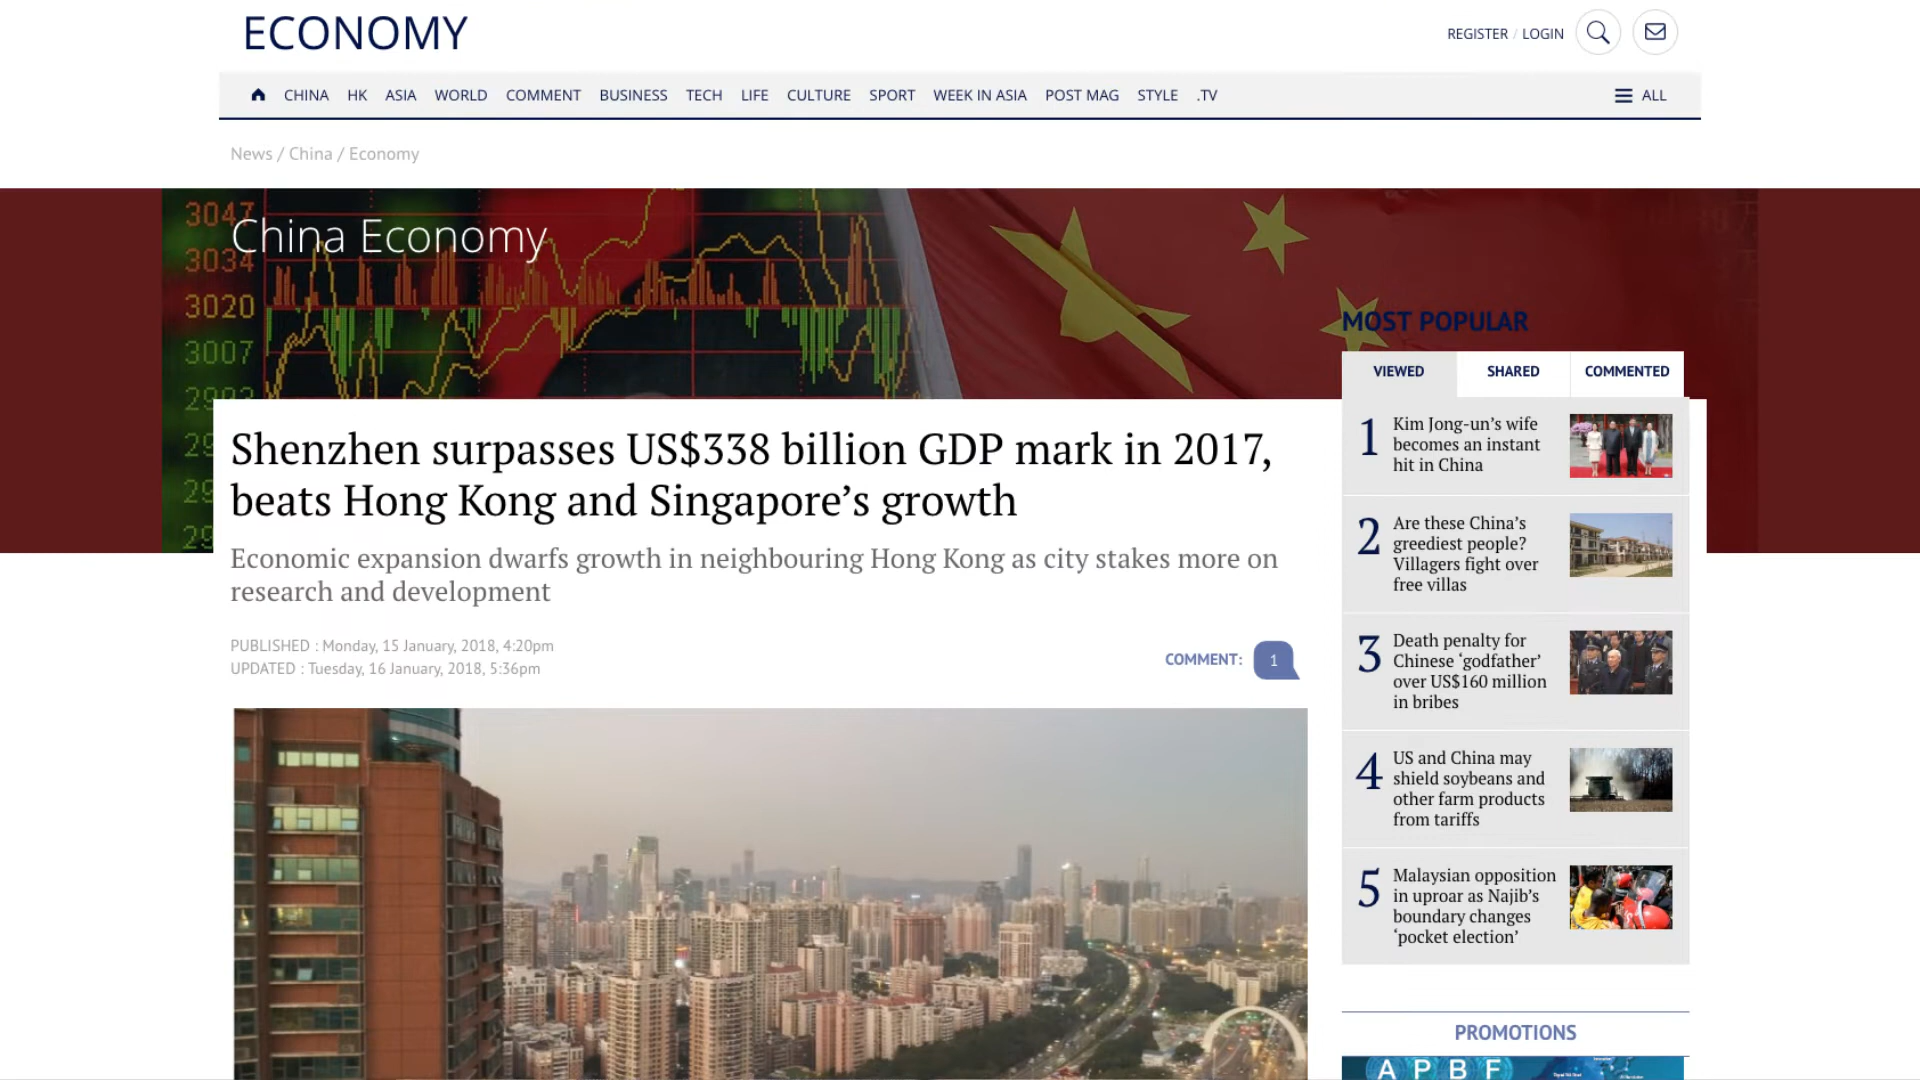 ECONOMY
REGISTER / LOGIN
CHINA HK ASIA WORLD COMMENT BUSINESS TECH LIFE CULTURE SPORT WEEK IN ASIA POST MAG STYLE .TV ALL
News / China / Economy
3047
China Economy
3034
3020
3007
MOST POPULAR
VIEWED SHARED COMMENTED
Shenzhen surpasses US$338 billion GDP mark in 2017,
beats Hong Kong and Singapore’s growth
Economic expansion dwarfs growth in neighbouring Hong Kong as city stakes more on
research and development
PUBLISHED : Monday, 15 January, 2018, 4:20pm
UPDATED : Tuesday, 16 January, 2018, 5:36pm
COMMENT: 1
1
Kim Jong-un’s wife
becomes an instant
hit in China
2
Are these China’s
greediest people?
Villagers fight over
free villas
3
Death penalty for
Chinese ‘godfather’
over US$160 million
in bribes
4
US and China may
shield soybeans and
other farm products
from tariffs
5
Malaysian opposition
in uproar as Najib’s
boundary changes
‘pocket election’
PROMOTIONS
A P B F